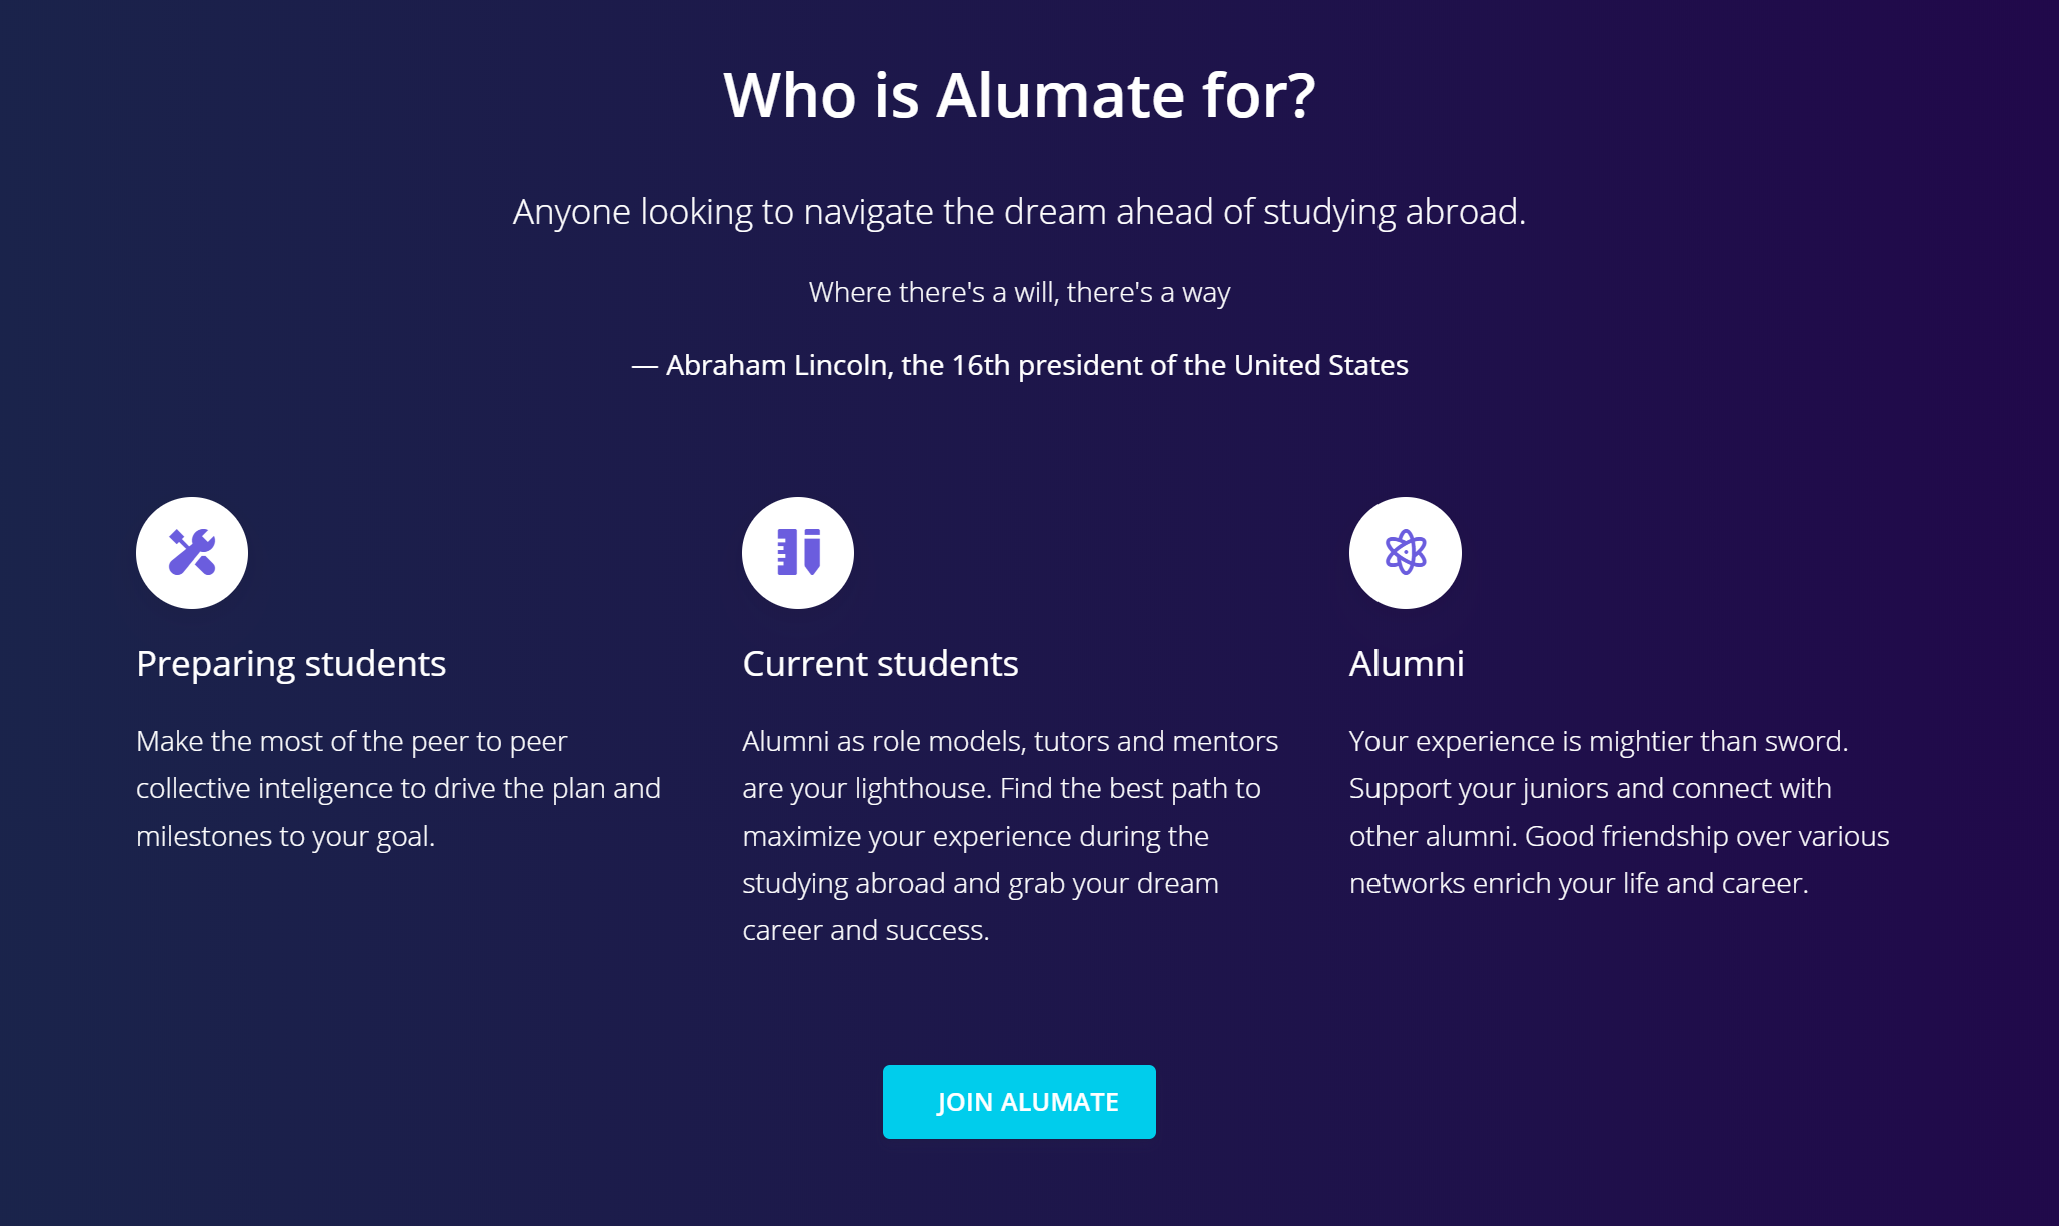 Who is Alumate for?
Anyone looking to navigate the dream ahead of studying abroad.
Where there's a will, there's a way
— Abraham Lincoln, the 16th president of the United States
Preparing students
Make the most of the peer to peer
collective inteligence to drive the plan and
milestones to your goal.
Current students
Alumni as role models, tutors and mentors
are your lighthouse. Find the best path to
maximize your experience during the
studying abroad and grab your dream
career and success.
Alumni
Your experience is mightier than sword.
Support your juniors and connect with
other alumni. Good friendship over various
networks enrich your life and career.
JOIN ALUMATE